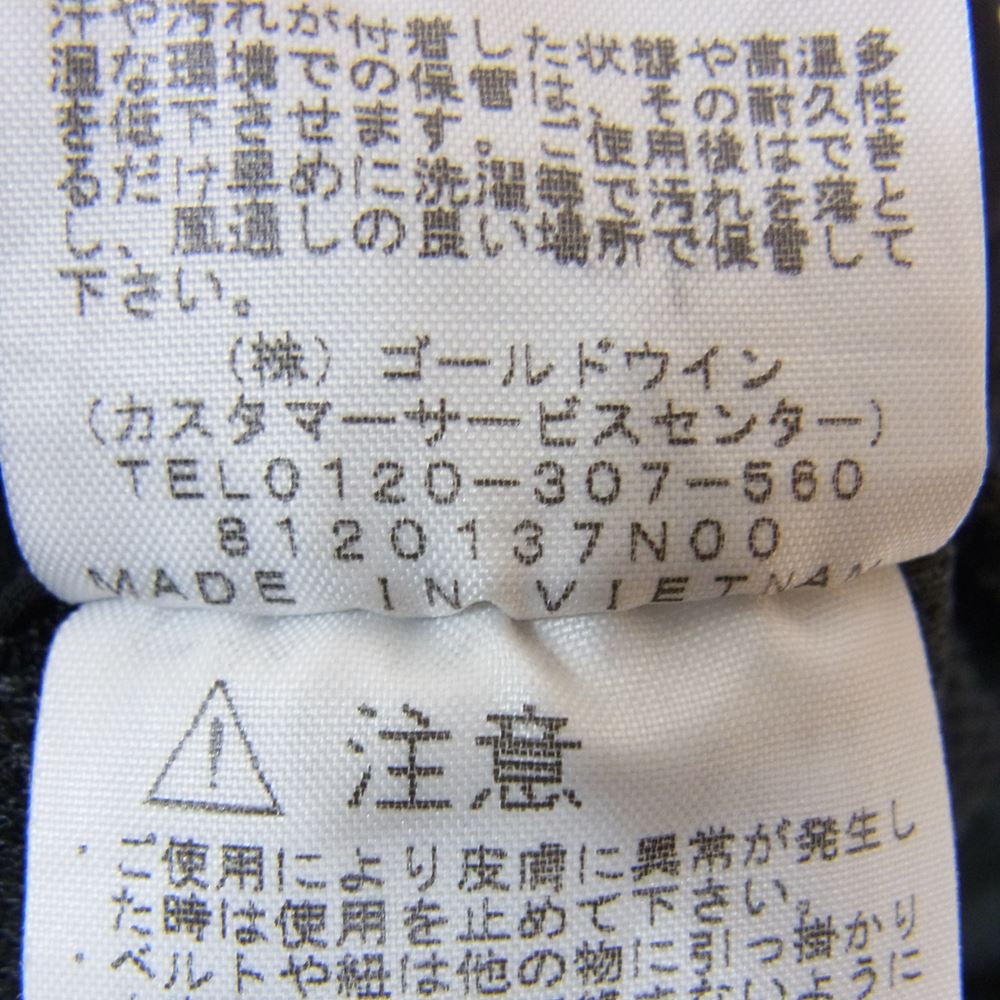 汗や汚れが付着した状態や高温多
湿な環境での保管は、その耐久性
を低下させます。ご使用後はでき
るだけ早めに洗濯等で汚れを落と
し、風通しの良い場所で保管して
下さい。
(株)ゴールドウイン
(カスタマーサービスセンター)
TEL0120-307-560
8120137N00
MADE IN VIETNAM
注意
・ご使用により皮膚に異常が発生し
た時は使用を止めて下さい。
・ベルトや紐は他の物に引っ掛かり
ないように